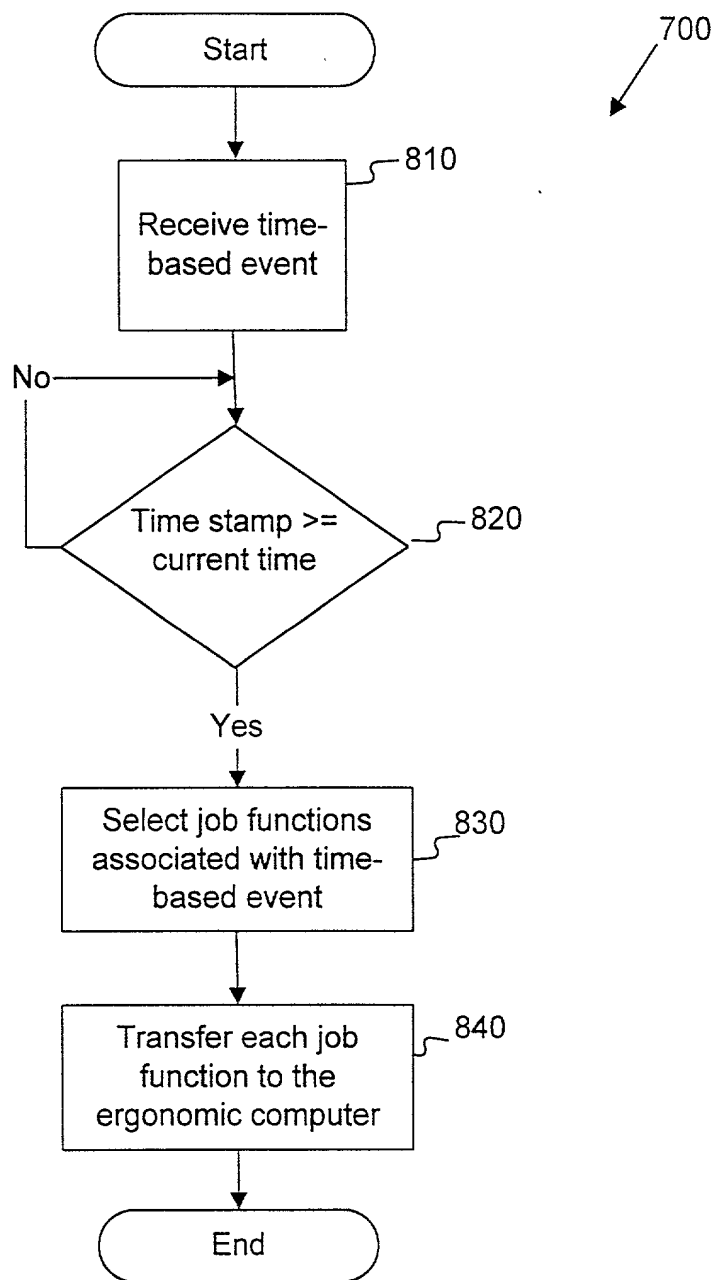 Start
700
810
Receive time-
based event
No
Time stamp >=
current time
820
Yes
Select job functions
associated with time-
based event
830
Transfer each job
function to the
ergonomic computer
840
End